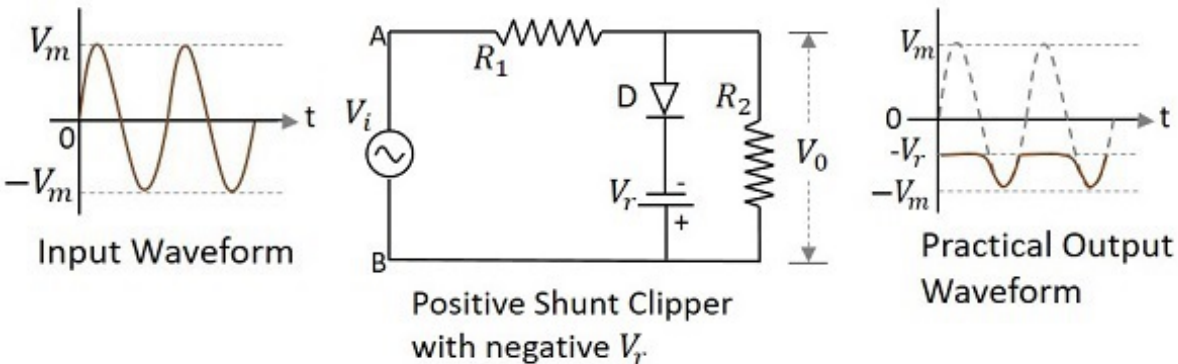 V_m
0
t
−V_m
Input Waveform
A
R_1
V_i
D
R_2
V_r
-
+
V_0
B
Positive Shunt Clipper
with negative V_r
V_m
0
t
-V_r
−V_m
Practical Output
Waveform